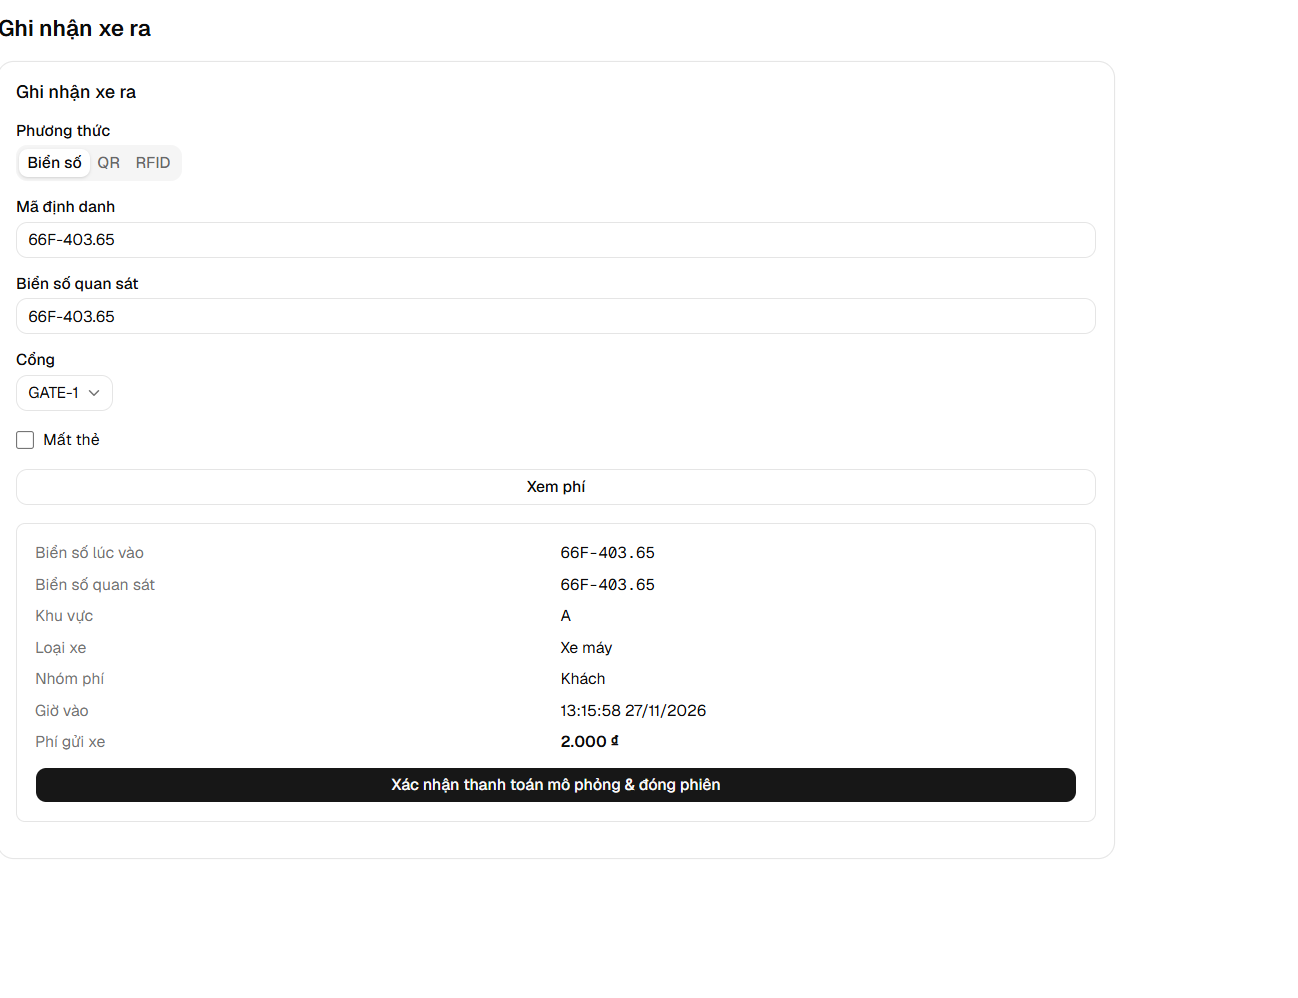 Ghi nhận xe ra
Ghi nhận xe ra
Phương thức
Biển số QR RFID
Mã định danh
66F-403.65
Biển số quan sát
66F-403.65
Cổng
GATE-1
Mất thẻ
Xem phí
Biển số lúc vào 66F-403.65
Biển số quan sát 66F-403.65
Khu vực A
Loại xe Xe máy
Nhóm phí Khách
Giờ vào 13:15:58 27/11/2026
Phí gửi xe 2.000 ₫
Xác nhận thanh toán mô phỏng & đóng phiên